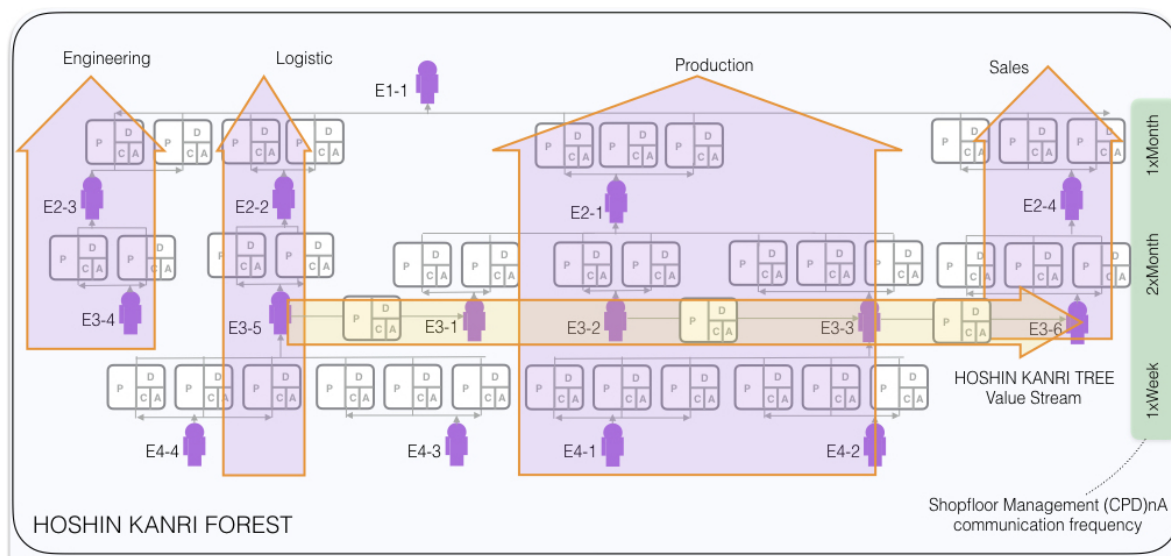 Engineering
Logistic
Production
Sales
E1-1
P D P D P D P D P D P D P D P D P D P D
C A C A C A C A C A C A C A C A C A C A
1xMonth
E2-3
E2-2
E2-1
E2-4
P D P D P D P D P D P D P D P D P D P D P D P D P D P D
C A C A C A C A C A C A C A C A C A C A C A C A C A C A
2xMonth
E3-4
E3-5
P D
C A
E3-1
E3-2
P D
C A
E3-3
P D
C A
E3-6
P D P D P D P D P D P D P D P D P D P D P D P D
C A C A C A C A C A C A C A C A C A C A C A C A
HOSHIN KANRI TREE
Value Stream
1xWeek
E4-4
E4-3
E4-1
E4-2
Shopfloor Management (CPD)nA
communication frequency
HOSHIN KANRI FOREST